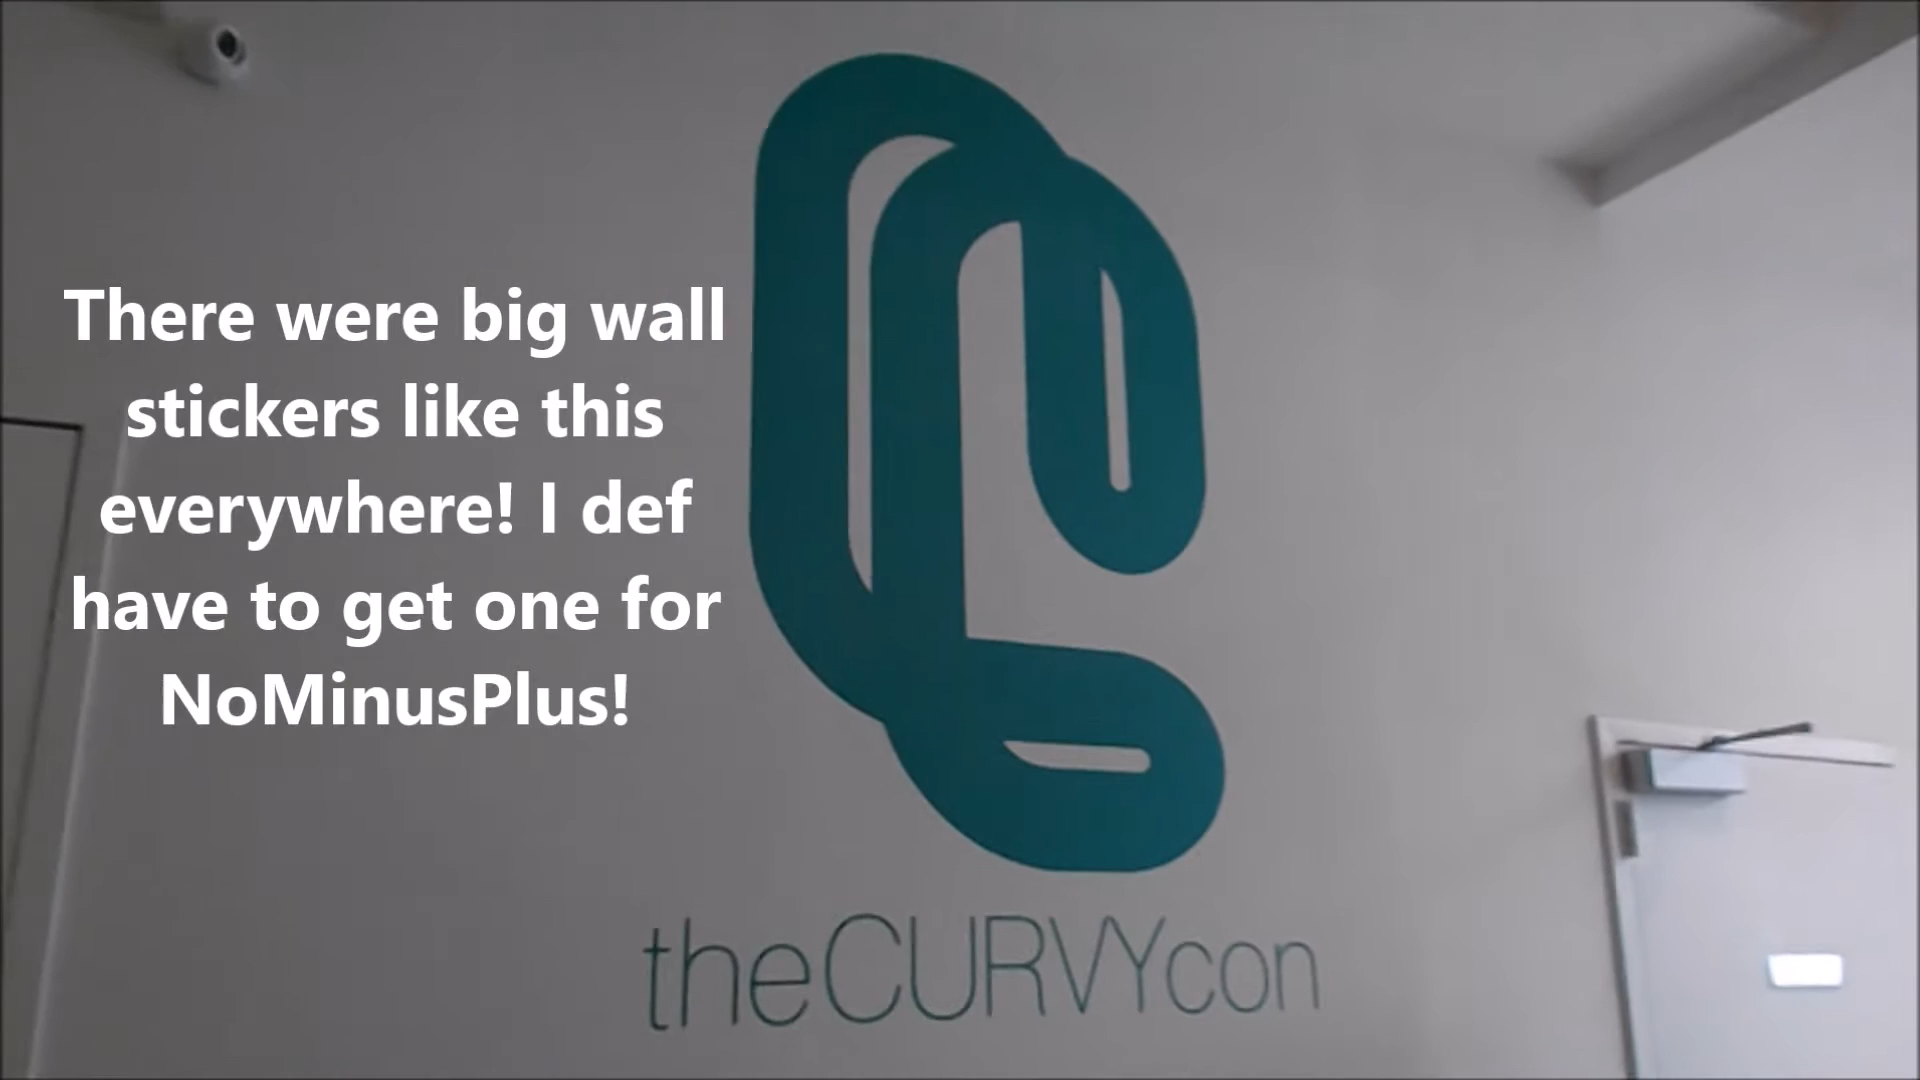 There were big wall
stickers like this
everywhere! I def
have to get one for
NoMinusPlus!
theCURVYcon